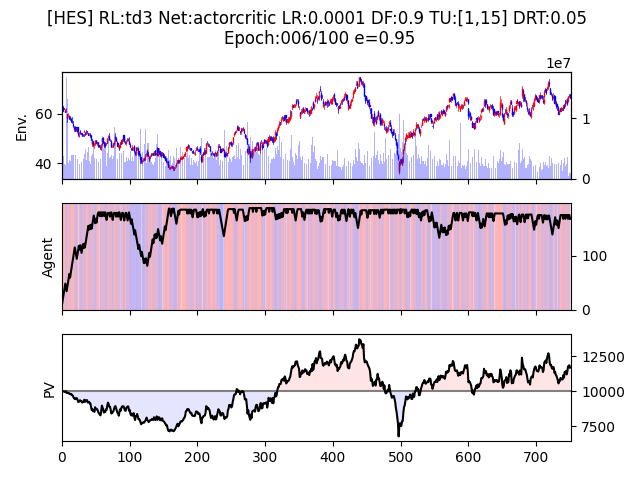 [HES] RL:td3 Net:actorcritic LR:0.0001 DF:0.9 TU:[1,15] DRT:0.05
Epoch:006/100 e=0.95
1e7
Env.
60
40
1
0
Agent
100
0
PV
12500
10000
7500
0 100 200 300 400 500 600 700